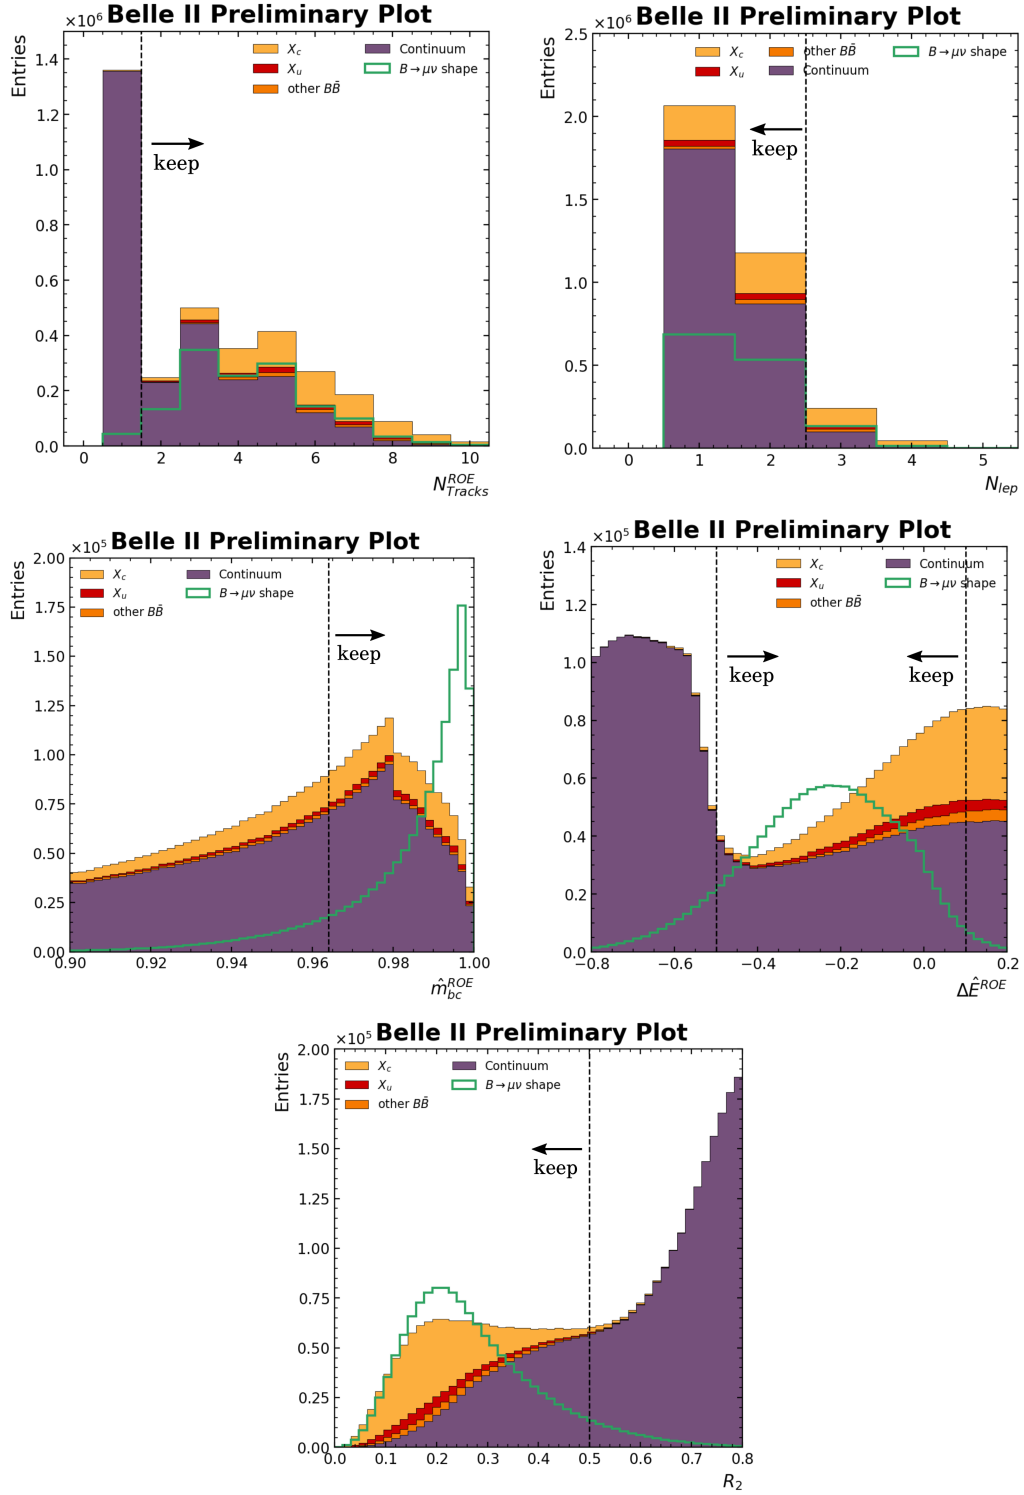 Belle II Preliminary Plot
×10⁶
Entries
X_c
X_u
other BB̄
Continuum
B → μν shape
keep
1.4
1.2
1.0
0.8
0.6
0.4
0.2
0.0
0 2 4 6 8 10
N^{ROE}_{Tracks}
Belle II Preliminary Plot
×10⁶
Entries
X_c
X_u
other BB̄
Continuum
B → μν shape
keep
2.5
2.0
1.5
1.0
0.5
0.0
0 1 2 3 4 5
N_{lep}
Belle II Preliminary Plot
×10⁵
Entries
X_c
X_u
other BB̄
Continuum
B → μν shape
keep
2.00
1.75
1.50
1.25
1.00
0.75
0.50
0.25
0.00
0.90 0.92 0.94 0.96 0.98 1.00
m̂^{ROE}_{bc}
Belle II Preliminary Plot
×10⁵
Entries
X_c
X_u
other BB̄
Continuum
B → μν shape
keep
keep
1.4
1.2
1.0
0.8
0.6
0.4
0.2
0.0
−0.8 −0.6 −0.4 −0.2 0.0 0.2
ΔÊ^{ROE}
Belle II Preliminary Plot
×10⁵
Entries
X_c
X_u
other BB̄
Continuum
B → μν shape
keep
2.00
1.75
1.50
1.25
1.00
0.75
0.50
0.25
0.00
0.0 0.1 0.2 0.3 0.4 0.5 0.6 0.7 0.8
R_2